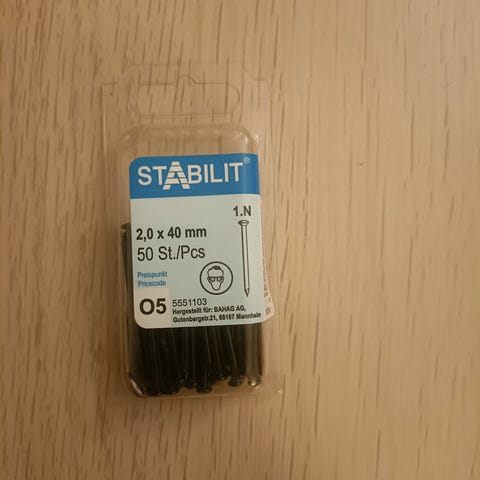 STABILIT®
1.N
2,0 x 40 mm
50 St./Pcs
Preispunkt
Pricecode
O5
5551103
Hergestellt für: BAHAG AG,
Gutenbergstr.21, 68167 Mannheim